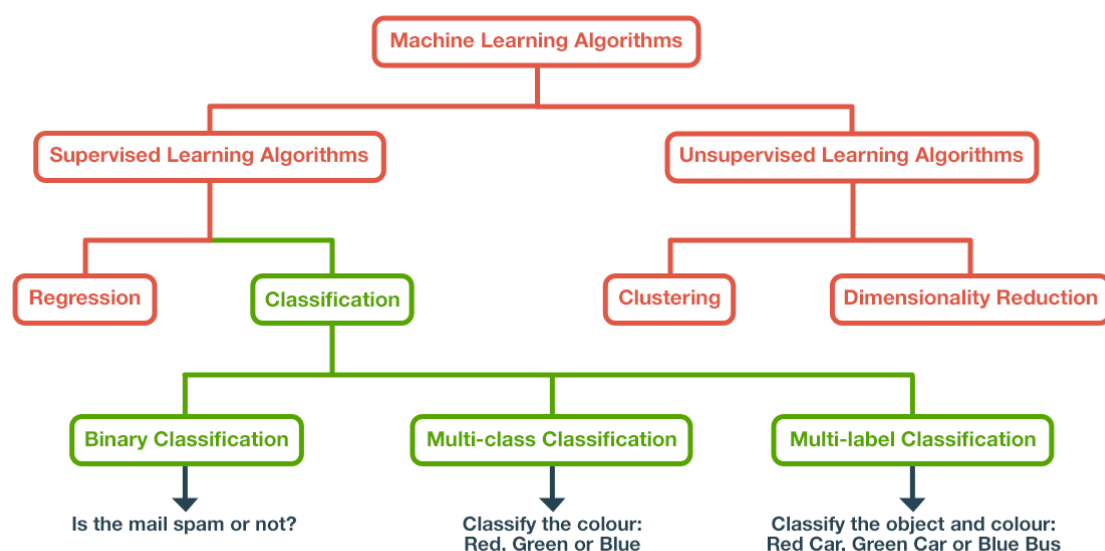 Machine Learning Algorithms
Supervised Learning Algorithms
Unsupervised Learning Algorithms
Regression
Classification
Clustering
Dimensionality Reduction
Binary Classification
Multi-class Classification
Multi-label Classification
Is the mail spam or not?
Classify the colour:
Red, Green or Blue
Classify the object and colour:
Red Car, Green Car or Blue Bus